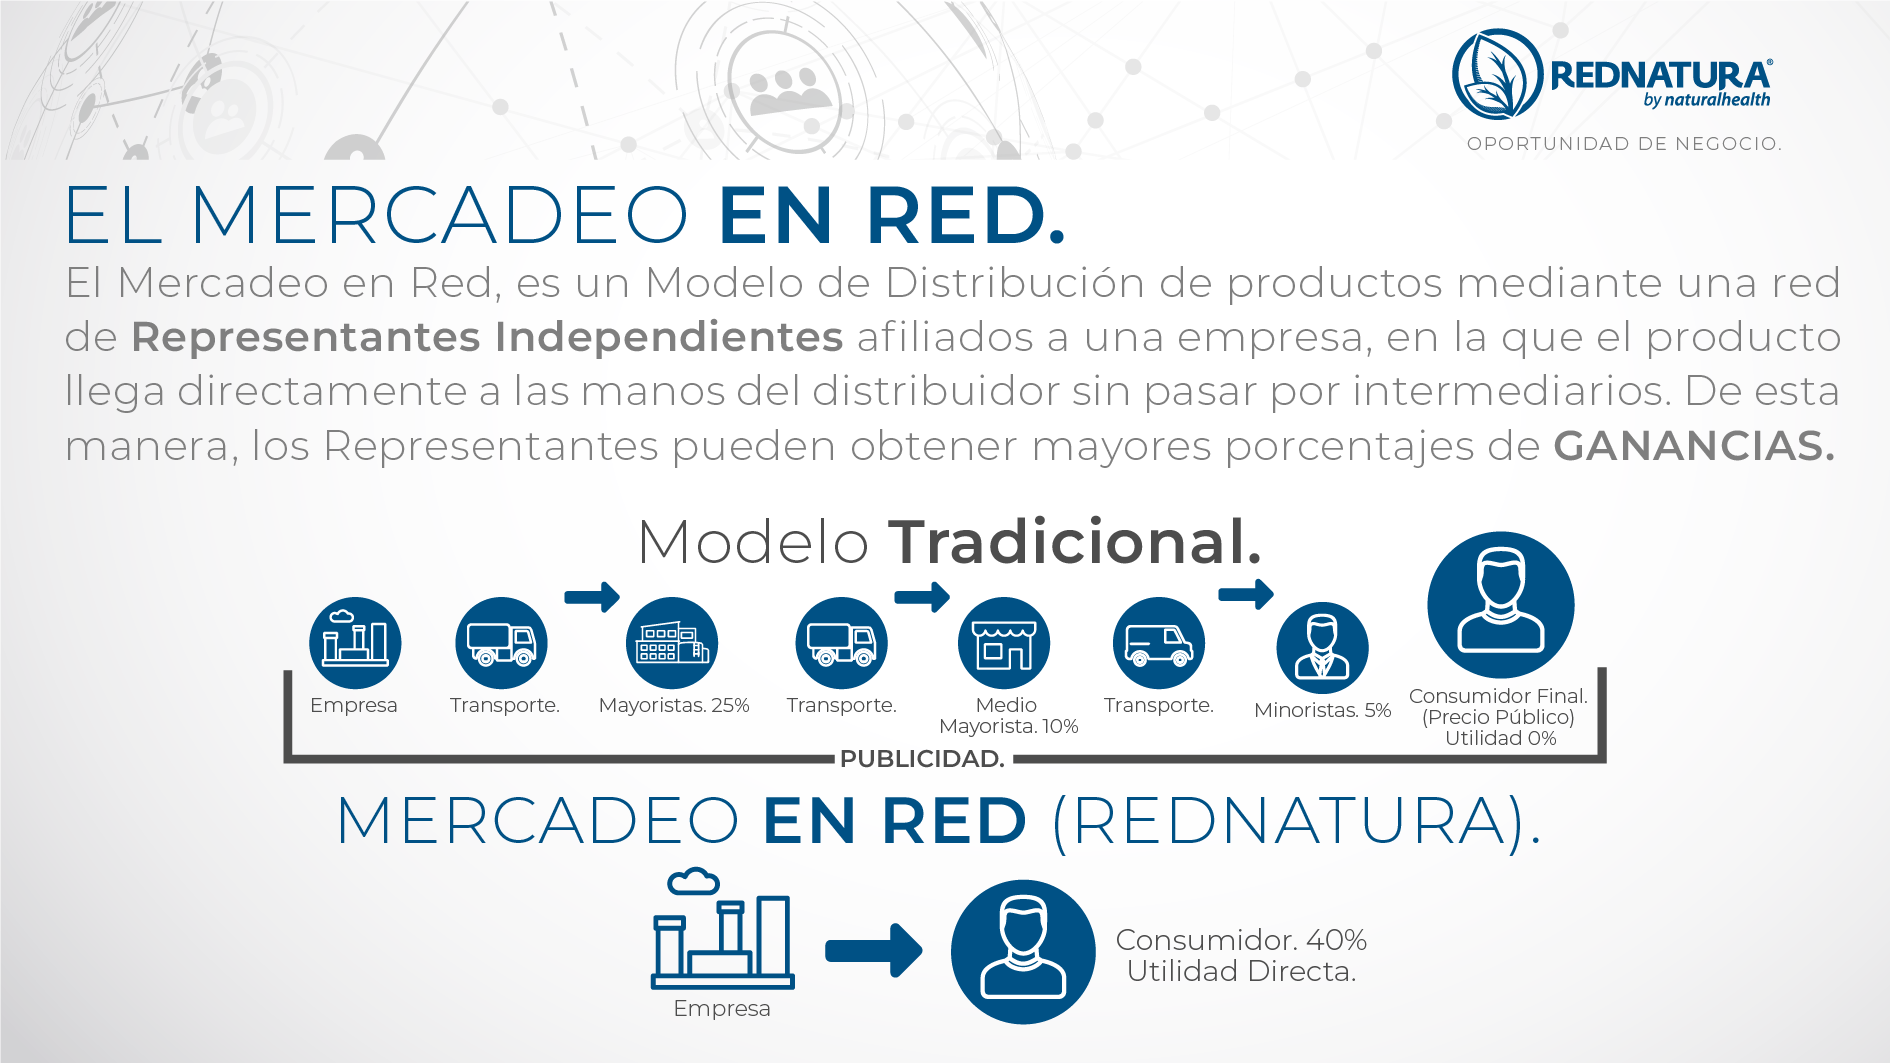 REDNATURA®
by naturalhealth
OPORTUNIDAD DE NEGOCIO.
EL MERCADEO EN RED.
El Mercadeo en Red, es un Modelo de Distribución de productos mediante una red
de Representantes Independientes afiliados a una empresa, en la que el producto
llega directamente a las manos del distribuidor sin pasar por intermediarios. De esta
manera, los Representantes pueden obtener mayores porcentajes de GANANCIAS.
Modelo Tradicional.
Empresa
Transporte.
Mayoristas. 25%
Transporte.
Medio
Mayorista. 10%
Transporte.
Minoristas. 5%
Consumidor Final.
(Precio Público)
Utilidad 0%
PUBLICIDAD.
MERCADEO EN RED (REDNATURA).
Empresa
Consumidor. 40%
Utilidad Directa.